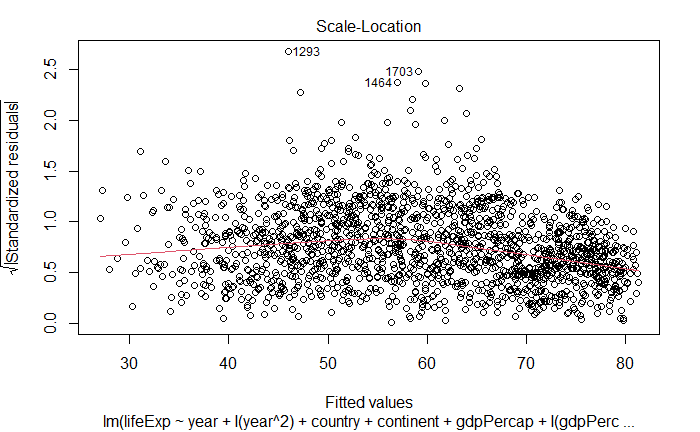 Scale-Location
√|Standardized residuals|
2.5
2.0
1.5
1.0
0.5
0.0
1293
1703
1464
30 40 50 60 70 80
Fitted values
lm(lifeExp ~ year + I(year^2) + country + continent + gdpPercap + I(gdpPerc ...